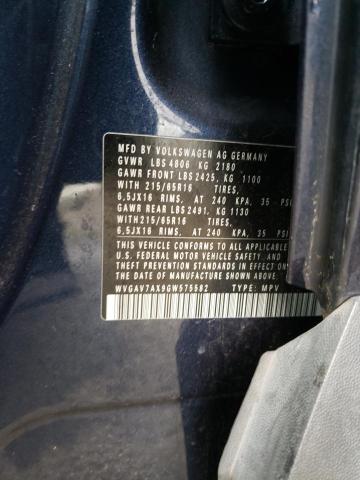 MFD BY VOLKSWAGEN AG GERMANY
GVWR LBS 4806 KG 2180
GAWR FRONT LBS 2425, KG 1100
WITH 215/65R16 TIRES,
6,5JX16 RIMS, AT 240 KPA, 35 PSI
GAWR REAR LBS 2491, KG 1130
WITH 215/65R16 TIRES,
6,5JX16 RIMS, AT 240 KPA, 35 PSI
THIS VEHICLE CONFORMS TO ALL APPLICABLE
U.S. FEDERAL MOTOR VEHICLE SAFETY AND
THEFT PREVENTION STANDARDS IN EFFECT ON
THE DATE OF MANUFACTURE SHOWN ABOVE.
WVGAV7AX9GW575582 TYPE: MPV